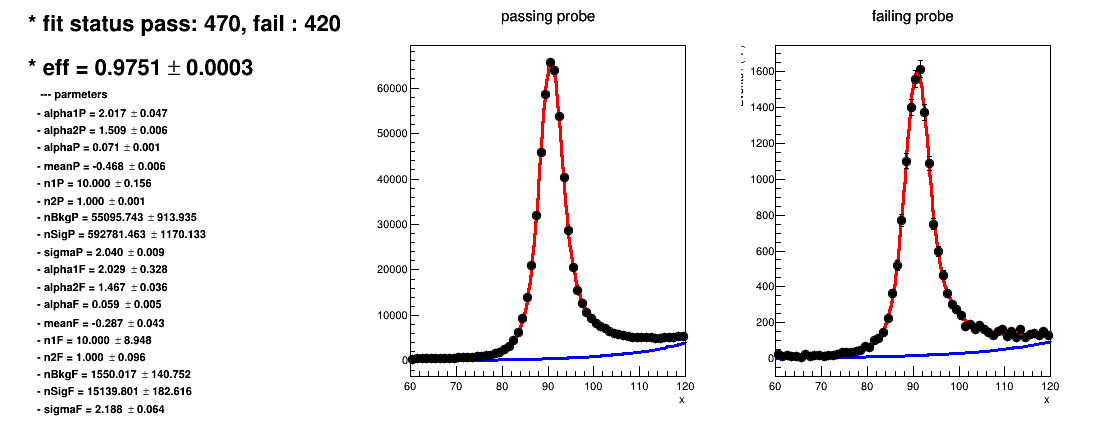 * fit status pass: 470, fail : 420
* eff = 0.9751 ± 0.0003
--- parmeters
- alpha1P = 2.017 ± 0.047
- alpha2P = 1.509 ± 0.006
- alphaP = 0.071 ± 0.001
- meanP = -0.468 ± 0.006
- n1P = 10.000 ± 0.156
- n2P = 1.000 ± 0.001
- nBkgP = 55095.743 ± 913.935
- nSigP = 592781.463 ± 1170.133
- sigmaP = 2.040 ± 0.009
- alpha1F = 2.029 ± 0.328
- alpha2F = 1.467 ± 0.036
- alphaF = 0.059 ± 0.005
- meanF = -0.287 ± 0.043
- n1F = 10.000 ± 8.948
- n2F = 1.000 ± 0.096
- nBkgF = 1550.017 ± 140.752
- nSigF = 15139.801 ± 182.616
- sigmaF = 2.188 ± 0.064
passing probe
60000
50000
40000
30000
20000
10000
0
60 70 80 90 100 110 120
x
failing probe
1600
1400
1200
1000
800
600
400
200
0
60 70 80 90 100 110 120
x